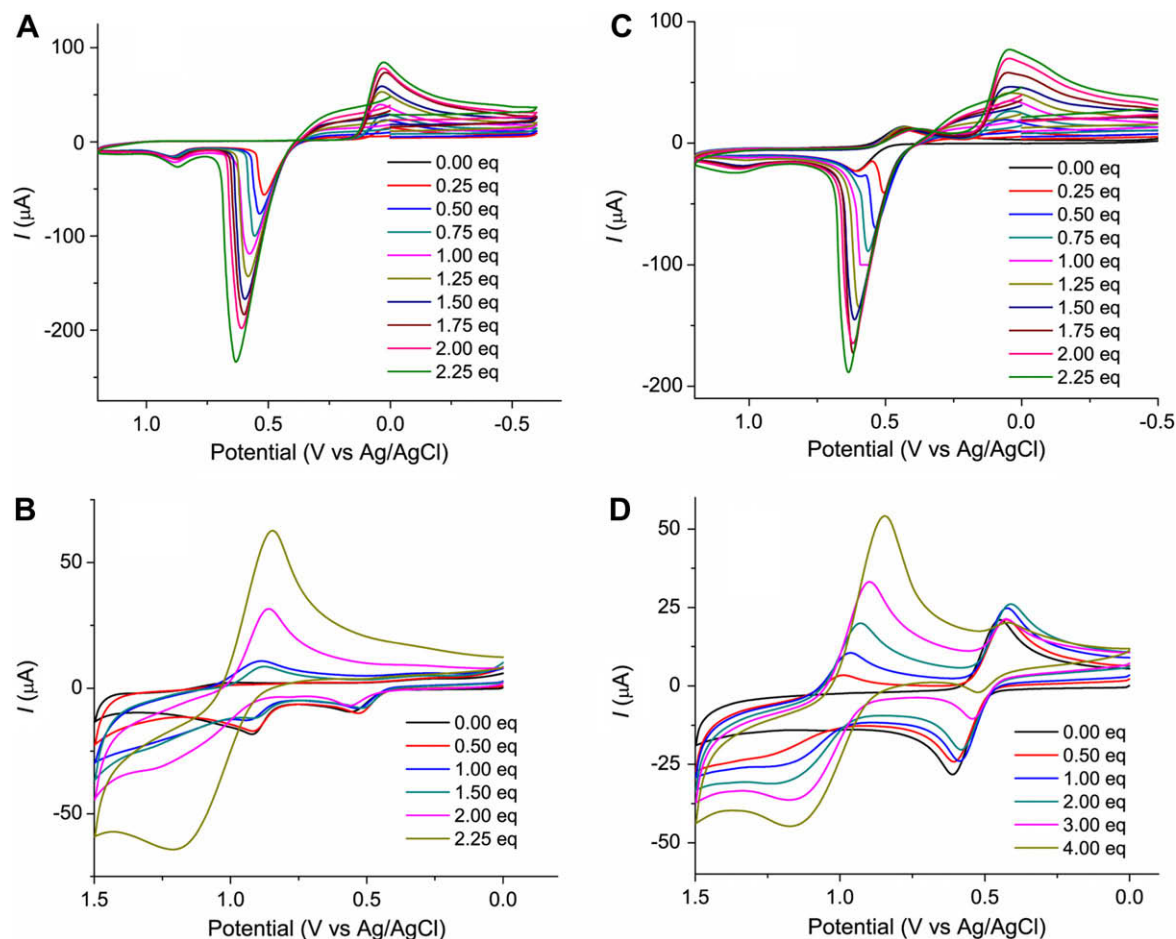 A
100
0
-100
-200
I (μA)
1.0
0.5
0.0
-0.5
Potential (V vs Ag/AgCl)
0.00 eq
0.25 eq
0.50 eq
0.75 eq
1.00 eq
1.25 eq
1.50 eq
1.75 eq
2.00 eq
2.25 eq
C
100
0
-100
-200
I (μA)
1.0
0.5
0.0
-0.5
Potential (V vs Ag/AgCl)
0.00 eq
0.25 eq
0.50 eq
0.75 eq
1.00 eq
1.25 eq
1.50 eq
1.75 eq
2.00 eq
2.25 eq
B
50
0
-50
I (μA)
1.5
1.0
0.5
0.0
Potential (V vs Ag/AgCl)
0.00 eq
0.50 eq
1.00 eq
1.50 eq
2.00 eq
2.25 eq
D
50
25
0
-25
-50
I (μA)
1.5
1.0
0.5
0.0
Potential (V vs Ag/AgCl)
0.00 eq
0.50 eq
1.00 eq
2.00 eq
3.00 eq
4.00 eq